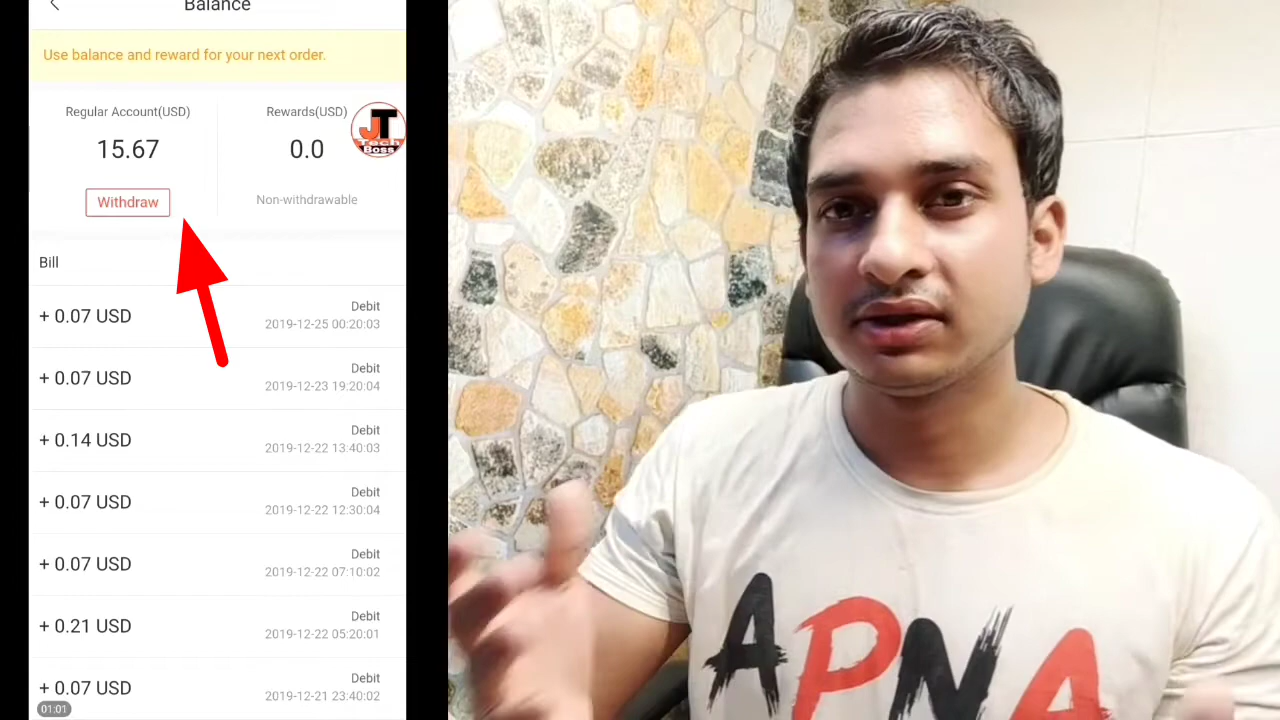 Balance
Use balance and reward for your next order.
Regular Account(USD)
15.67
Withdraw
Rewards(USD)
0.0
Non-withdrawable
JT
Tech
Boss
Bill
+ 0.07 USD
Debit
2019-12-25 00:20:03
+ 0.07 USD
Debit
2019-12-23 19:20:04
+ 0.14 USD
Debit
2019-12-22 13:40:03
+ 0.07 USD
Debit
2019-12-22 12:30:04
+ 0.07 USD
Debit
2019-12-22 07:10:02
+ 0.21 USD
Debit
2019-12-22 05:20:01
+ 0.07 USD
Debit
2019-12-21 23:40:02
01:01
APNA